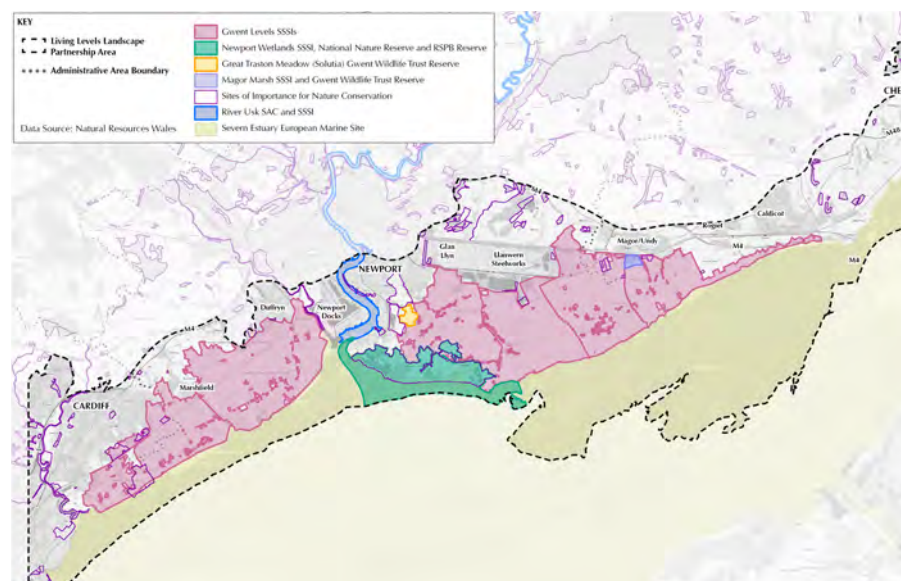 KEY
Living Levels Landscape
Partnership Area
Administrative Area Boundary
Data Source: Natural Resources Wales
Gwent Levels SSSIs
Newport Wetlands SSSI, National Nature Reserve and RSPB Reserve
Great Traston Meadow (Solutia) Gwent Wildlife Trust Reserve
Magor Marsh SSSI and Gwent Wildlife Trust Reserve
Sites of Importance for Nature Conservation
River Usk SAC and SSSI
Severn Estuary European Marine Site
CHE
M48
M4
Caldicot
Rogiet
Magor/Undy
M4
M4
Glan
Llyn
Llanwern
Steelworks
NEWPORT
Newport
Docks
Duffryn
M4
Marshfield
CARDIFF